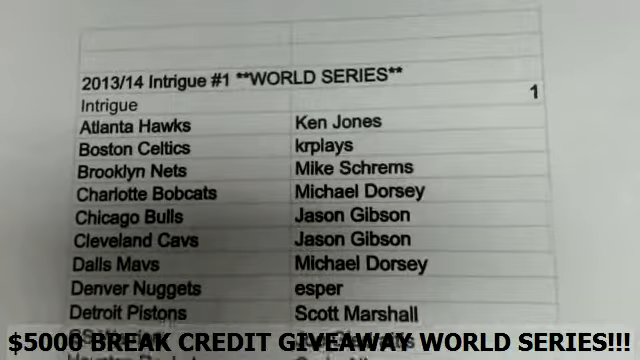 2013/14 Intrigue #1 **WORLD SERIES**
Intrigue 1
Atlanta Hawks Ken Jones
Boston Celtics krplays
Brooklyn Nets Mike Schrems
Charlotte Bobcats Michael Dorsey
Chicago Bulls Jason Gibson
Cleveland Cavs Jason Gibson
Dalls Mavs Michael Dorsey
Denver Nuggets esper
Detroit Pistons Scott Marshall
$5000 BREAK CREDIT GIVEAWAY WORLD SERIES!!!